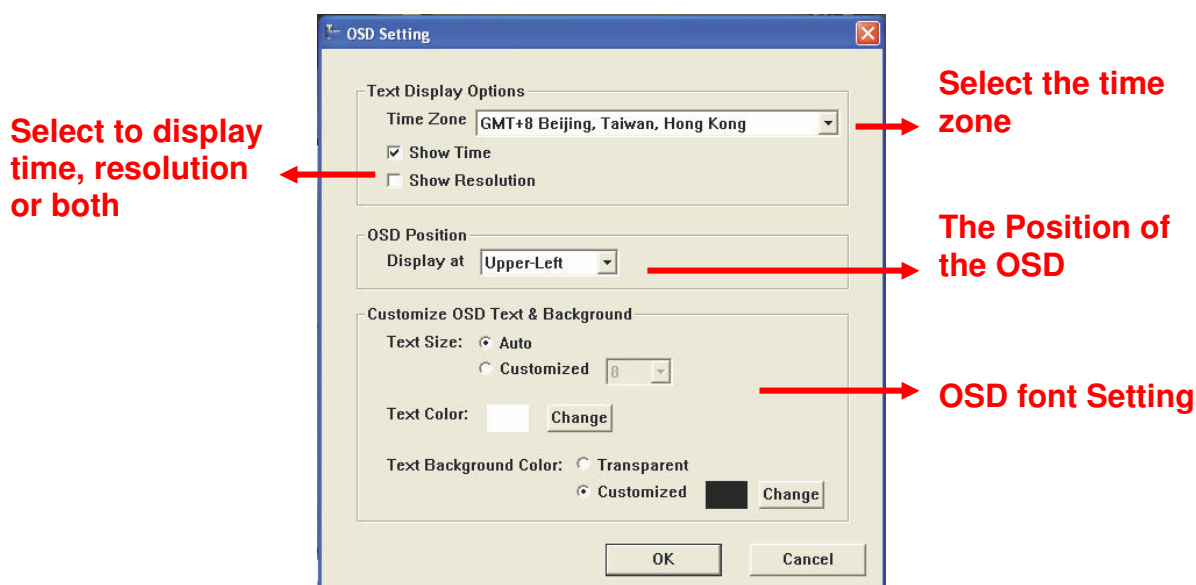 OSD Setting
Text Display Options
Time Zone GMT+8 Beijing, Taiwan, Hong Kong
Show Time
Show Resolution
OSD Position
Display at Upper-Left
Customize OSD Text & Background
Text Size: Auto
Customized 8
Text Color: Change
Text Background Color: Transparent
Customized Change
OK Cancel
Select to display
time, resolution
or both
Select the time
zone
The Position of
the OSD
OSD font Setting